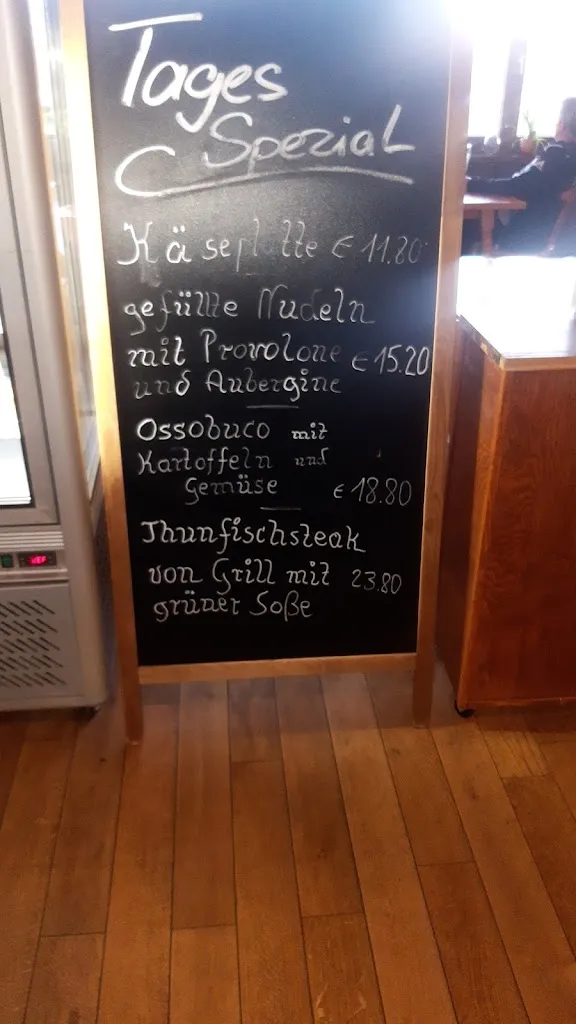 Tages
Spezial
Käseplatte € 11.80
gefüllte Nudeln
mit Provolone € 15.20
und Aubergine
Ossobuco mit
Kartoffeln und
Gemüse € 18.80
Thunfischsteak
von Grill mit 23.80
grüner Soße